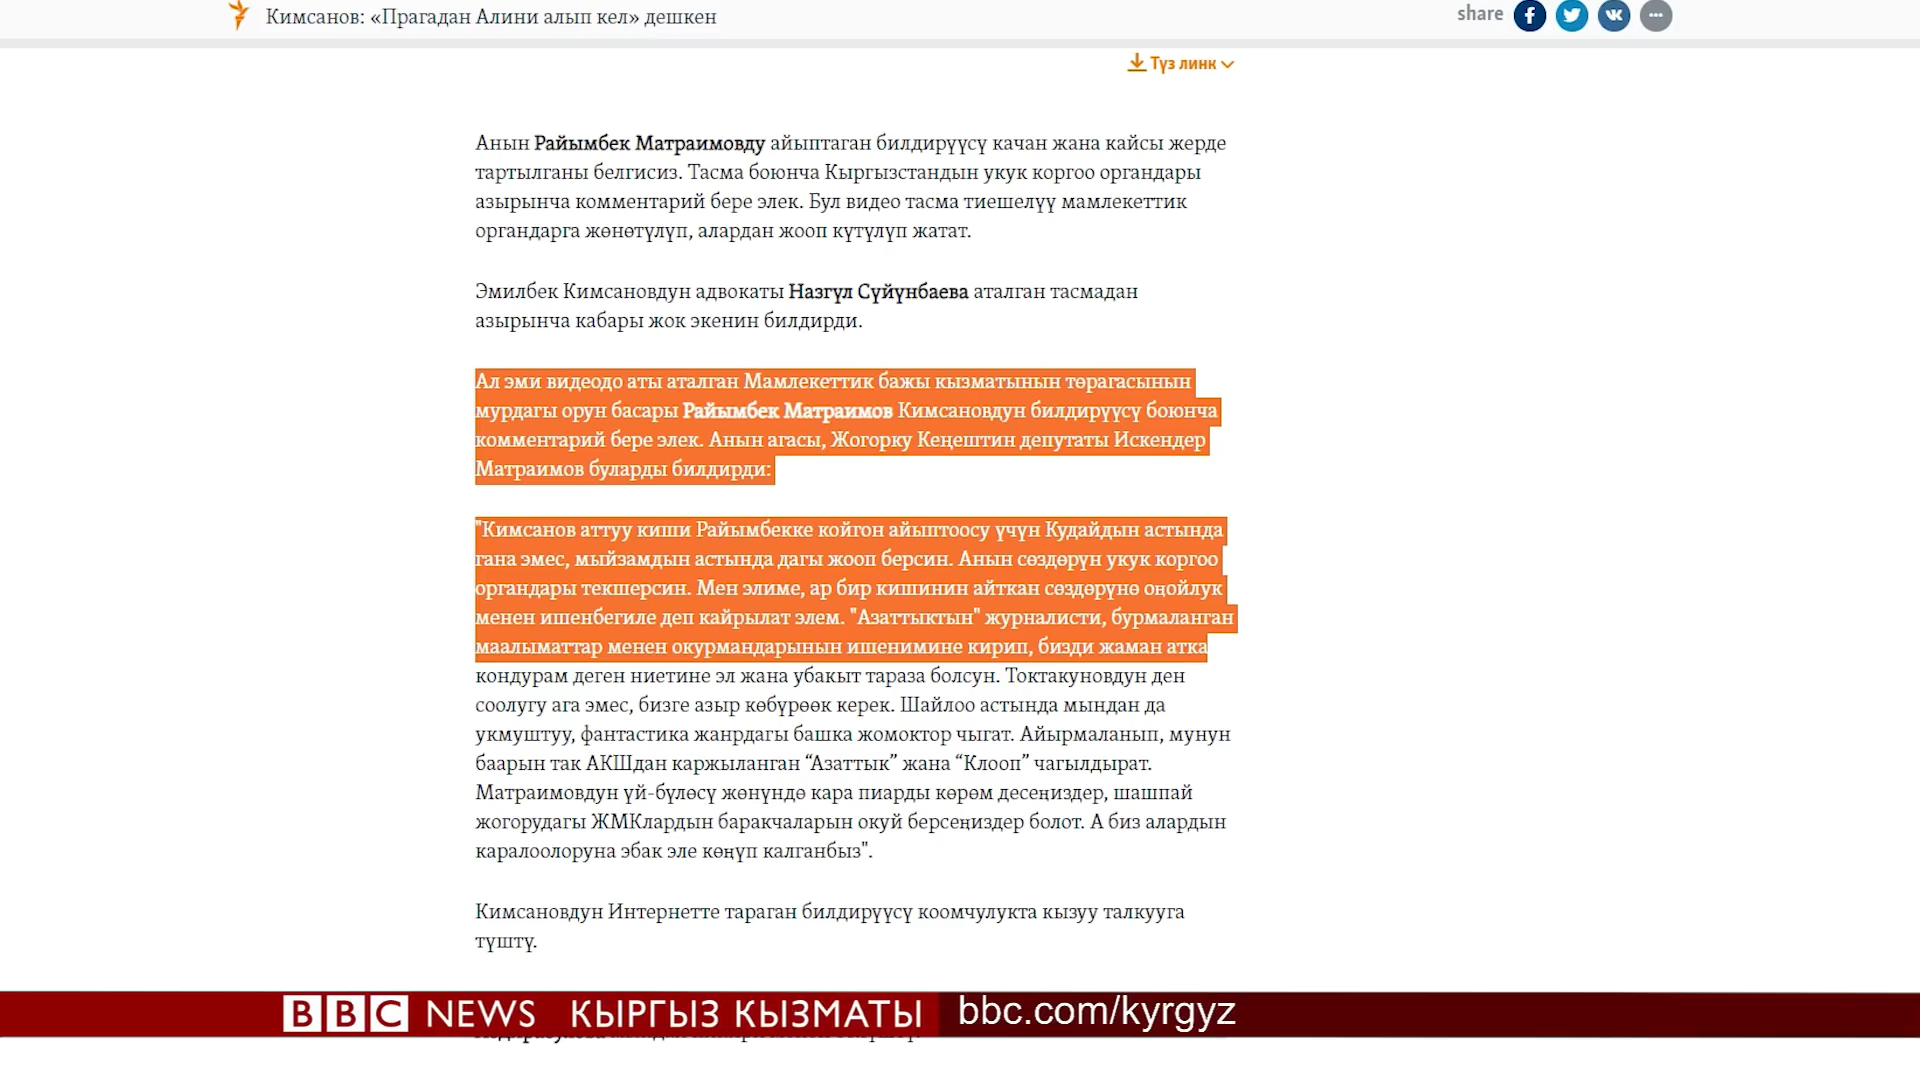 Кимсанов: «Прагадан Алини алып кел» дешкен
share
Түз линк
Анын Райымбек Матраимовду айыптаган билдирүүсү качан жана кайсы жерде
тартылганы белгисиз. Тасма боюнча Кыргызстандын укук коргоо органдары
азырынча комментарий бере элек. Бул видео тасма тиешелүү мамлекеттик
органдарга жөнөтүлүп, алардан жооп күтүлүп жатат.
Эмилбек Кимсановдун адвокаты Назгүл Сүйүнбаева аталган тасмадан
азырынча кабары жок экенин билдирди.
Ал эми видеодо аты аталган Мамлекеттик бажы кызматынын төрагасынын
мурдагы орун басары Райымбек Матраимов Кимсановдун билдирүүсү боюнча
комментарий бере элек. Анын агасы, Жогорку Кеңештин депутаты Искендер
Матраимов буларды билдирди:
"Кимсанов аттуу киши Райымбекке койгон айыптоосу үчүн Кудайдын астында
гана эмес, мыйзамдын астында дагы жооп берсин. Анын сөздөрүн укук коргоо
органдары текшерсин. Мен элиме, ар бир кишинин айткан сөздөрүнө оңойлук
менен ишенбегиле деп кайрылат элем. "Азаттыктын" журналисти, бурмаланган
маалыматтар менен окурмандарынын ишенимине кирип, бизди жаман атка
кондурам деген ниетине эл жана убакыт тараза болсун. Токтакуновдун ден
соолугу ага эмес, бизге азыр көбүрөөк керек. Шайлоо астында мындан да
укмуштуу, фантастика жанрдагы башка жомоктор чыгат. Айырмаланып, мунун
баарын так АКШдан каржыланган “Азаттык” жана “Клооп” чагылдырат.
Матраимовдун үй-бүлөсү жөнүндө кара пиарды көрөм десеңиздер, шашпай
жогорудагы ЖМКлардын баракчаларын окуй берсеңиздер болот. А биз алардын
каралоолоруна эбак эле көңүп калганбыз".
Кимсановдун Интернетте тараган билдирүүсү коомчулукта кызуу талкууга
түштү.
BBC NEWS КЫРГЫЗ КЫЗМАТЫ bbc.com/kyrgyz